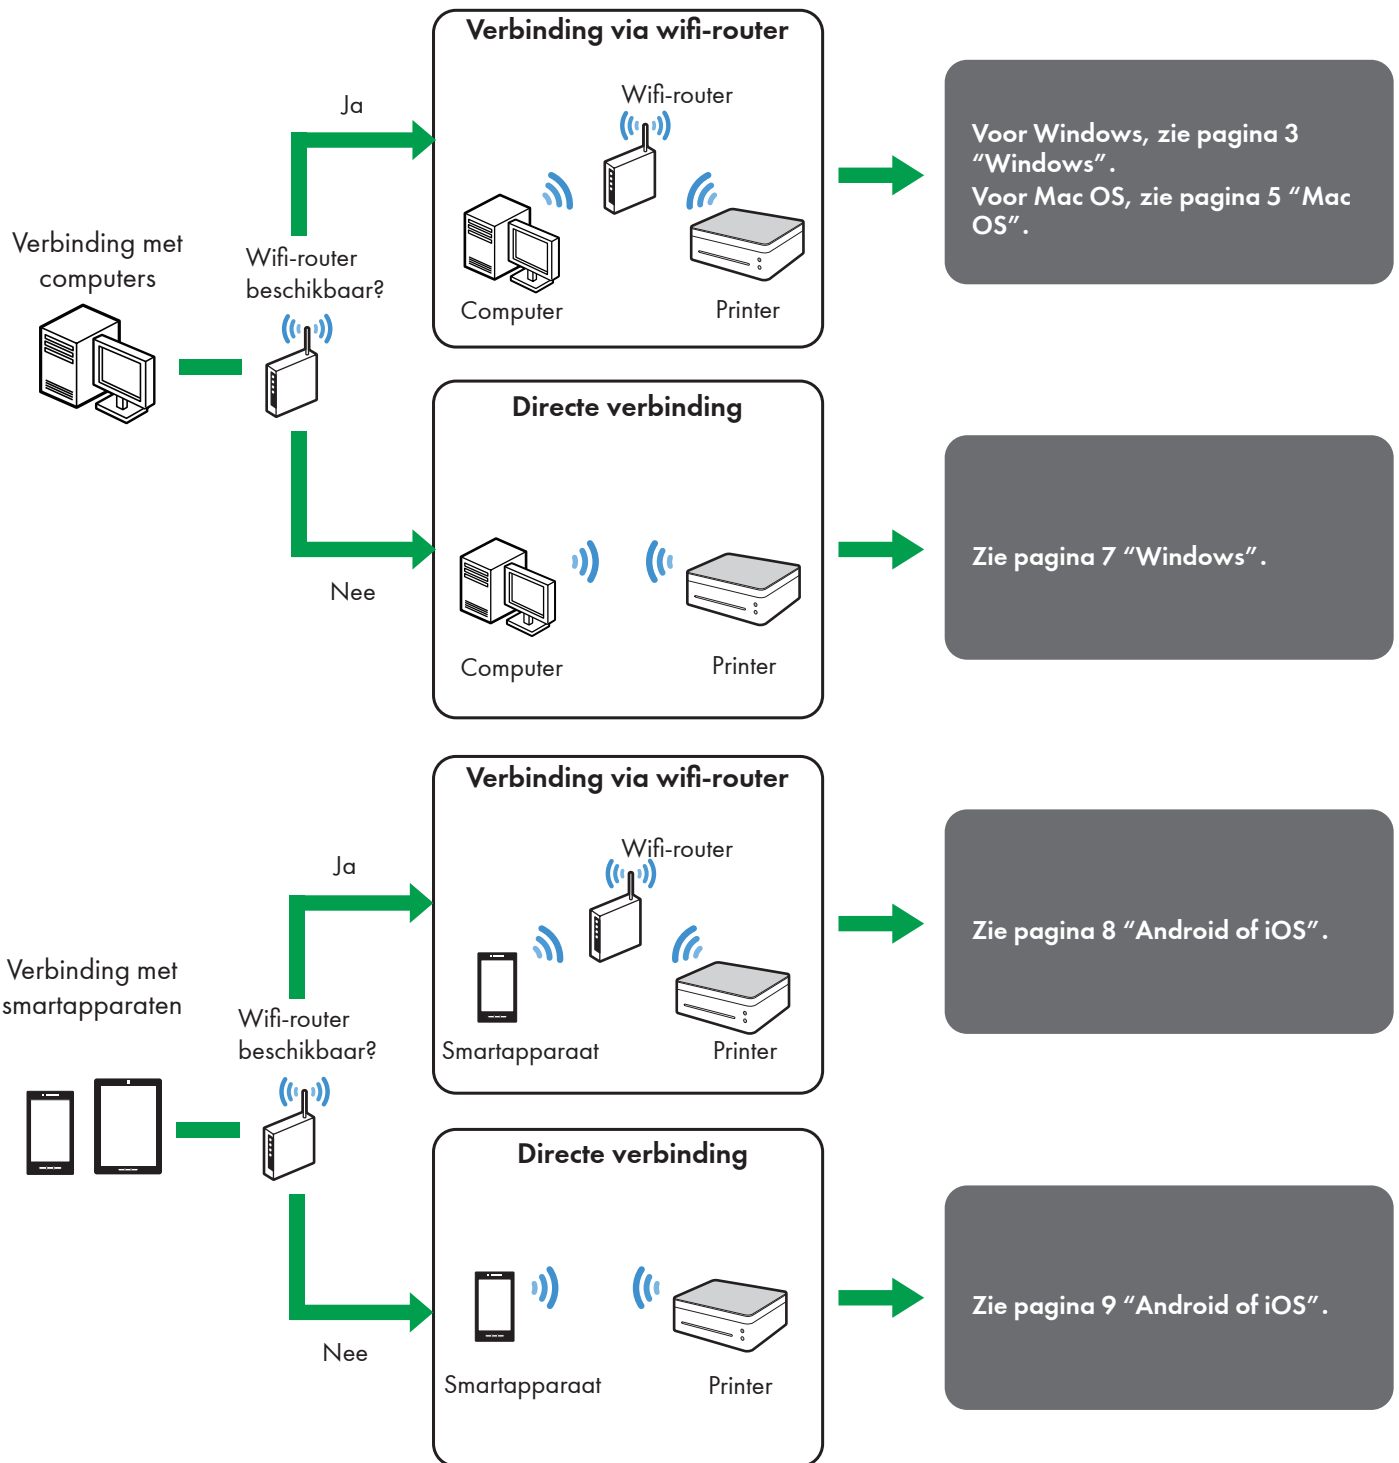 Verbinding met
computers
Wifi-router
beschikbaar?
Ja
Nee
Verbinding via wifi-router
Wifi-router
Computer
Printer
Voor Windows, zie pagina 3
“Windows”.
Voor Mac OS, zie pagina 5 “Mac
OS”.
Directe verbinding
Computer
Printer
Zie pagina 7 “Windows”.
Verbinding met
smartapparaten
Wifi-router
beschikbaar?
Ja
Nee
Verbinding via wifi-router
Wifi-router
Smartapparaat
Printer
Zie pagina 8 “Android of iOS”.
Directe verbinding
Smartapparaat
Printer
Zie pagina 9 “Android of iOS”.